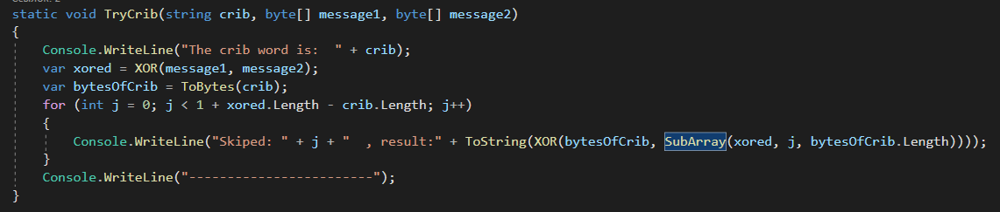 static void TryCrib(string crib, byte[] message1, byte[] message2)
{
    Console.WriteLine("The crib word is:  " + crib);
    var xored = XOR(message1, message2);
    var bytesOfCrib = ToBytes(crib);
    for (int j = 0; j < 1 + xored.Length - crib.Length; j++)
    {
        Console.WriteLine("Skiped: " + j + "  , result:" + ToString(XOR(bytesOfCrib, SubArray(xored, j, bytesOfCrib.Length))));
    }
    Console.WriteLine("------------------------");
}